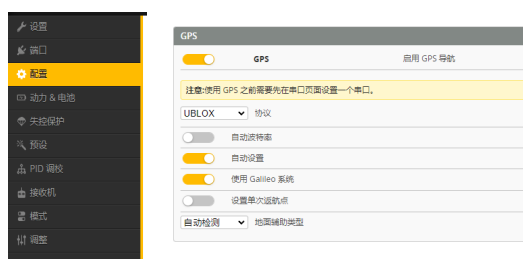 设置
端口
配置
动力 & 电池
失控保护
预设
PID 调校
接收机
模式
调整
GPS
GPS 启用 GPS 导航
注意:使用 GPS 之前需要先在串口页面设置一个串口。
UBLOX 协议
自动波特率
自动设置
使用 Galileo 系统
设置单次返航点
自动检测 地面辅助类型